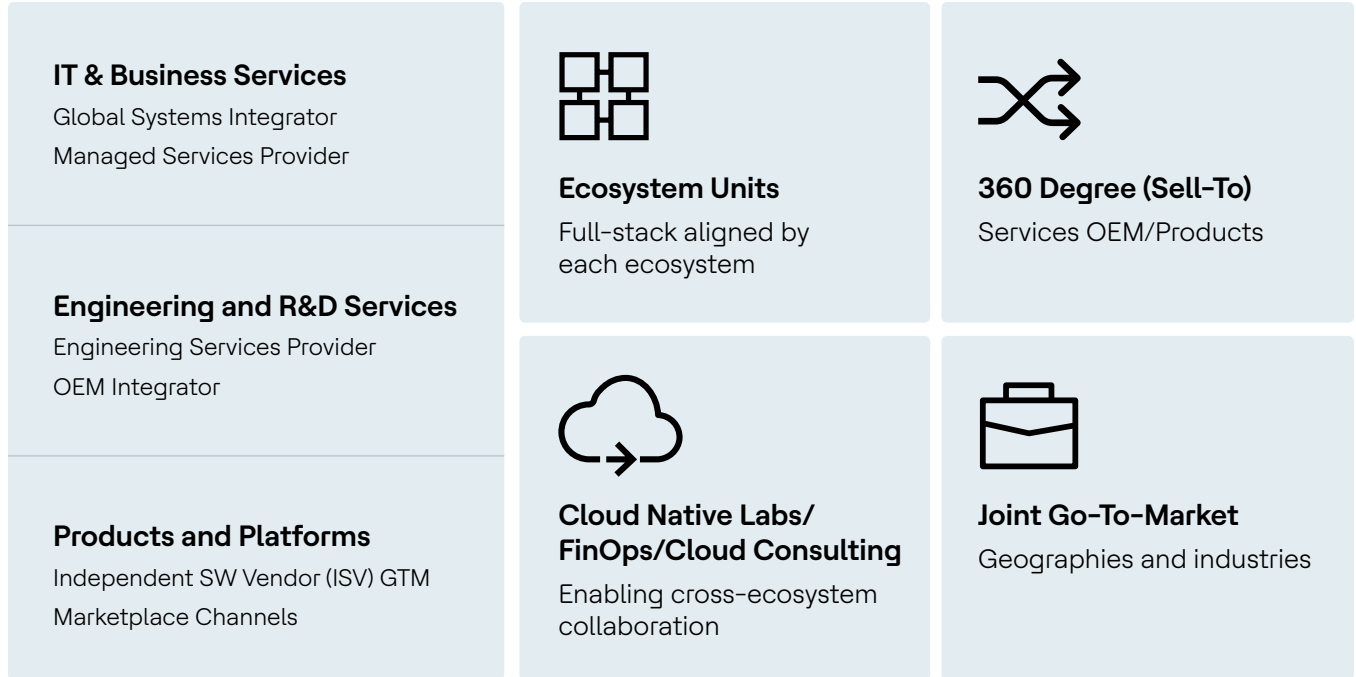 IT & Business Services
Global Systems Integrator
Managed Services Provider
Engineering and R&D Services
Engineering Services Provider
OEM Integrator
Products and Platforms
Independent SW Vendor (ISV) GTM
Marketplace Channels
Ecosystem Units
Full-stack aligned by
each ecosystem
360 Degree (Sell-To)
Services OEM/Products
Cloud Native Labs/
FinOps/Cloud Consulting
Enabling cross-ecosystem
collaboration
Joint Go-To-Market
Geographies and industries